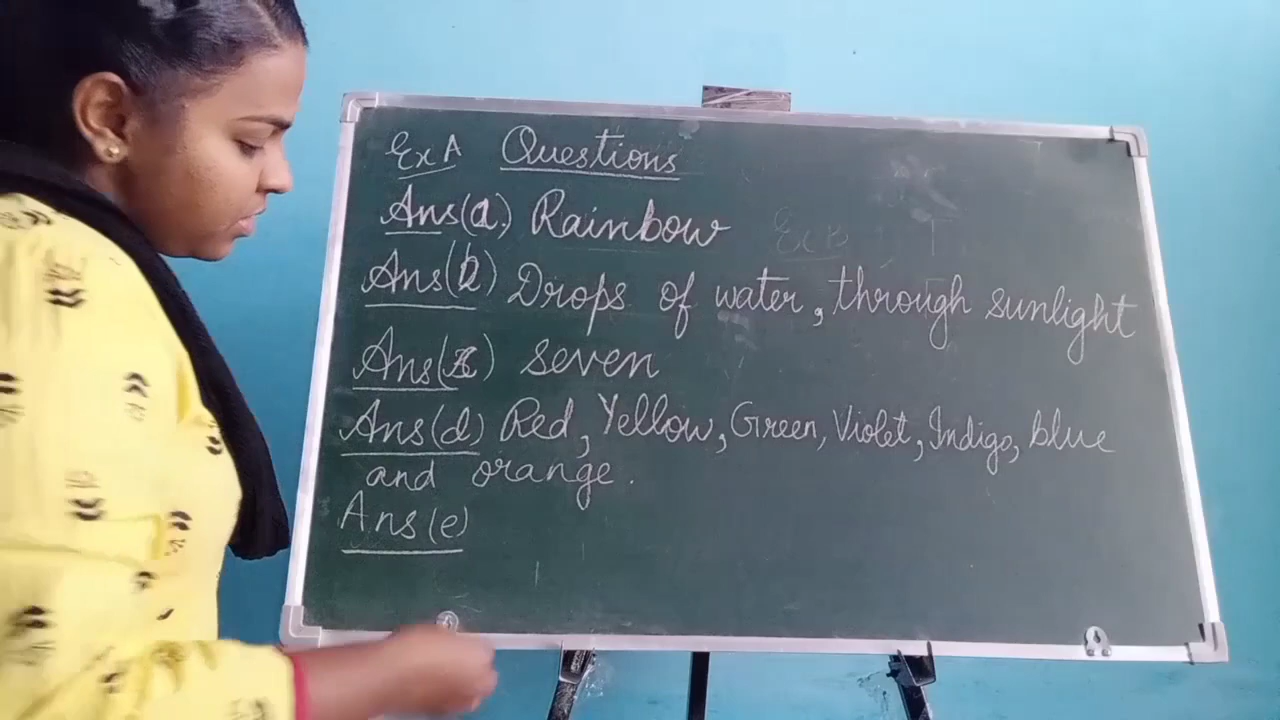 Ex A Questions
Ans(a) Rainbow
Ex B
Ans(b) Drops of water, through sunlight
Ans(c) seven
Ans(d) Red, Yellow, Green, Violet, Indigo, blue
and orange.
Ans(e)